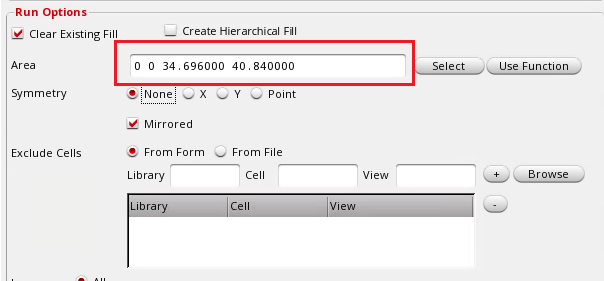 Run Options
Clear Existing Fill Create Hierarchical Fill
Area 0 0 34.696000 40.840000 Select Use Function
Symmetry None X Y Point
Mirrored
Exclude Cells From Form From File
Library Cell View + Browse
Library Cell View -
All